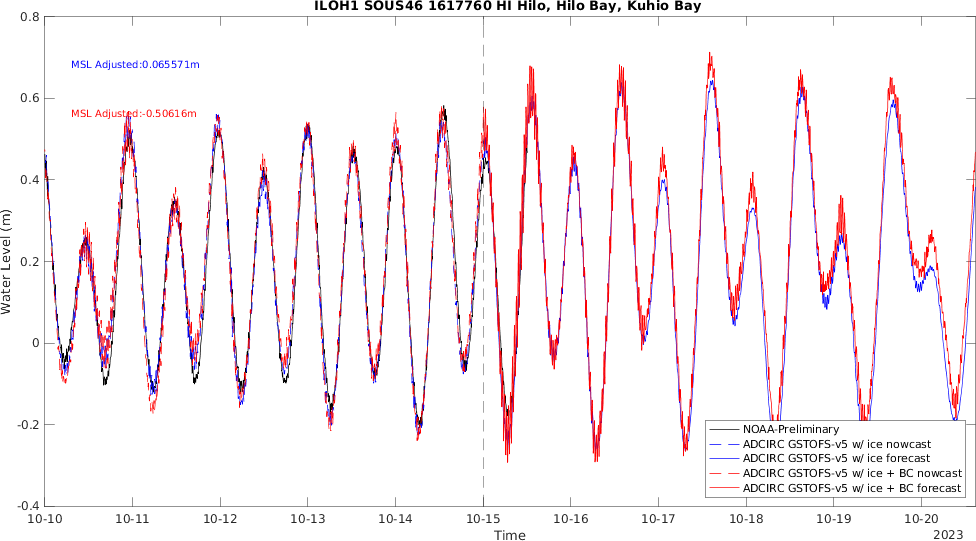 ILOH1 SOUS46 1617760 HI Hilo, Hilo Bay, Kuhio Bay
0.8
MSL Adjusted:0.065571m
0.6
MSL Adjusted:-0.50616m
0.4
Water Level (m)
0.2
0
-0.2
NOAA-Preliminary
ADCIRC GSTOFS-v5 w/ ice nowcast
ADCIRC GSTOFS-v5 w/ ice forecast
ADCIRC GSTOFS-v5 w/ ice + BC nowcast
ADCIRC GSTOFS-v5 w/ ice + BC forecast
-0.4
10-10 10-11 10-12 10-13 10-14 10-15 10-16 10-17 10-18 10-19 10-20
Time
2023